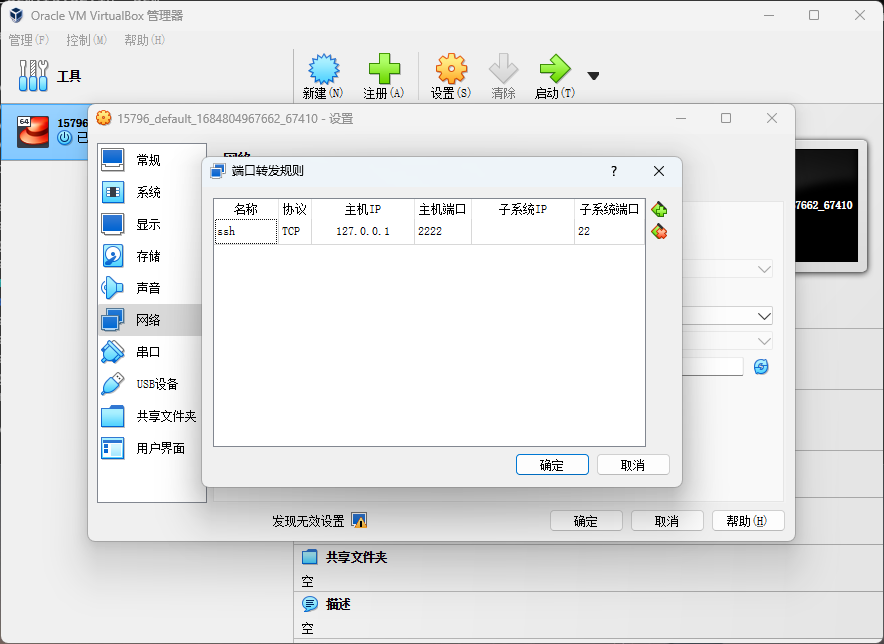 Oracle VM VirtualBox 管理器
管理(F) 控制(M) 帮助(H)
工具
新建(N) 注册(A) 设置(S) 清除 启动(T)
64
15796
15796_default_1684804967662_67410 - 设置
常规
系统
显示
存储
声音
网络
串口
USB设备
共享文件夹
用户界面
端口转发规则
?
名称 协议 主机IP 主机端口 子系统IP 子系统端口
ssh TCP 127.0.0.1 2222 22
确定 取消
7662_67410
发现无效设置
确定 取消 帮助(H)
共享文件夹
空
描述
空